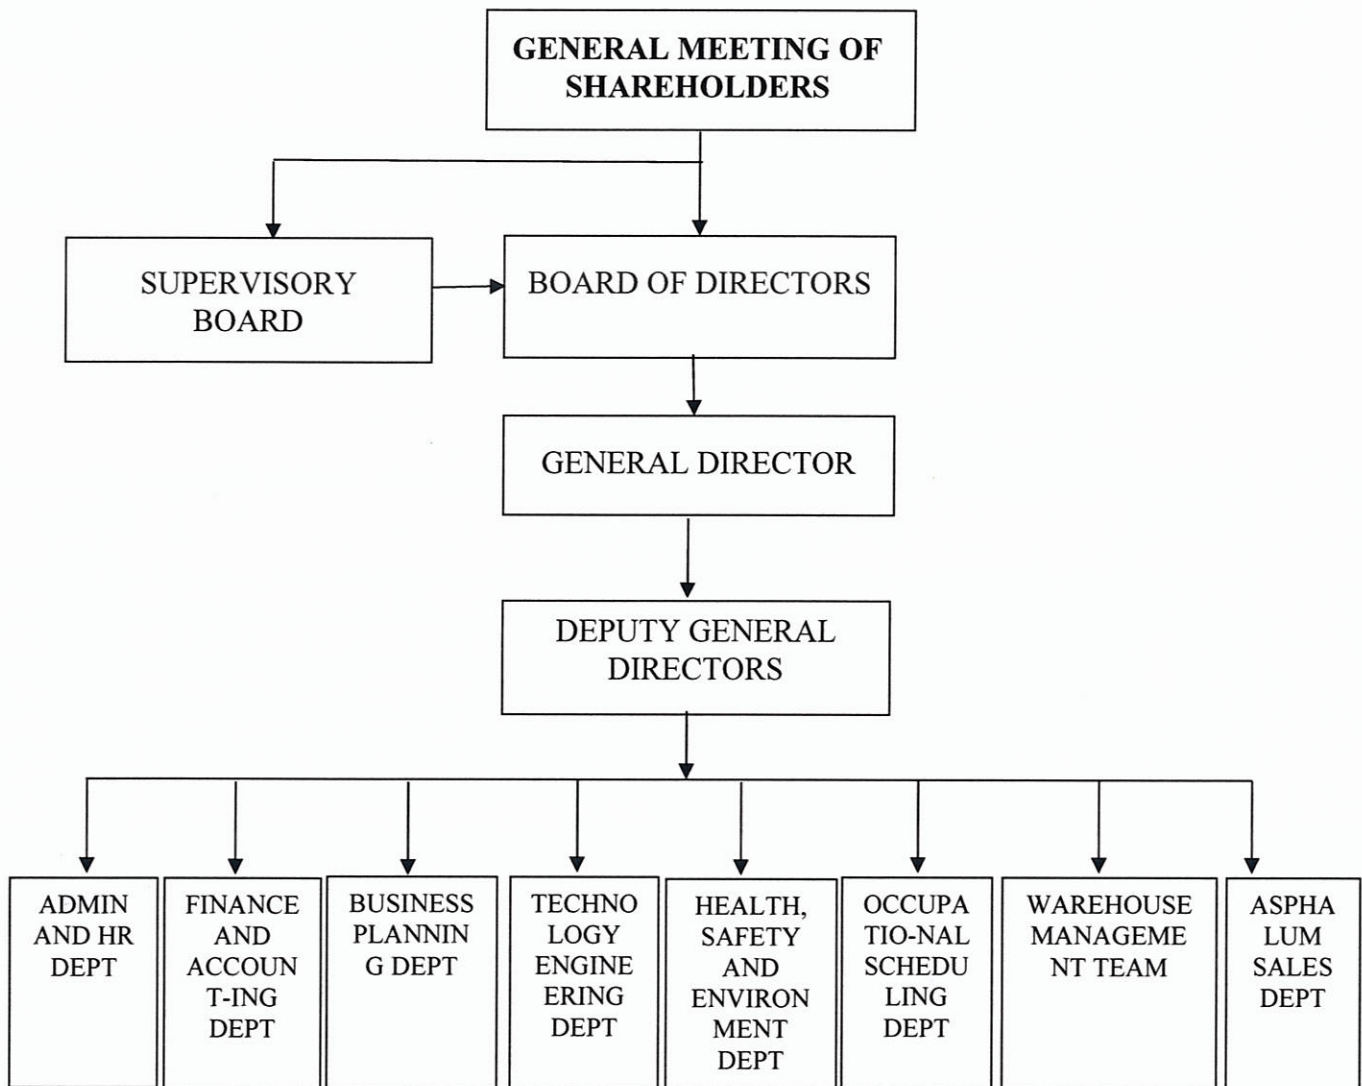 GENERAL MEETING OF
SHAREHOLDERS
SUPERVISORY
BOARD
BOARD OF DIRECTORS
GENERAL DIRECTOR
DEPUTY GENERAL
DIRECTORS
ADMIN
AND HR
DEPT
FINANCE
AND
ACCOUN
T-ING
DEPT
BUSINESS
PLANNIN
G DEPT
TECHNO
LOGY
ENGINE
ERING
DEPT
HEALTH,
SAFETY
AND
ENVIRON
MENT
DEPT
OCCUPA
TIO-NAL
SCHEDU
LING
DEPT
WAREHOUSE
MANAGEME
NT TEAM
ASPHA
LUM
SALES
DEPT